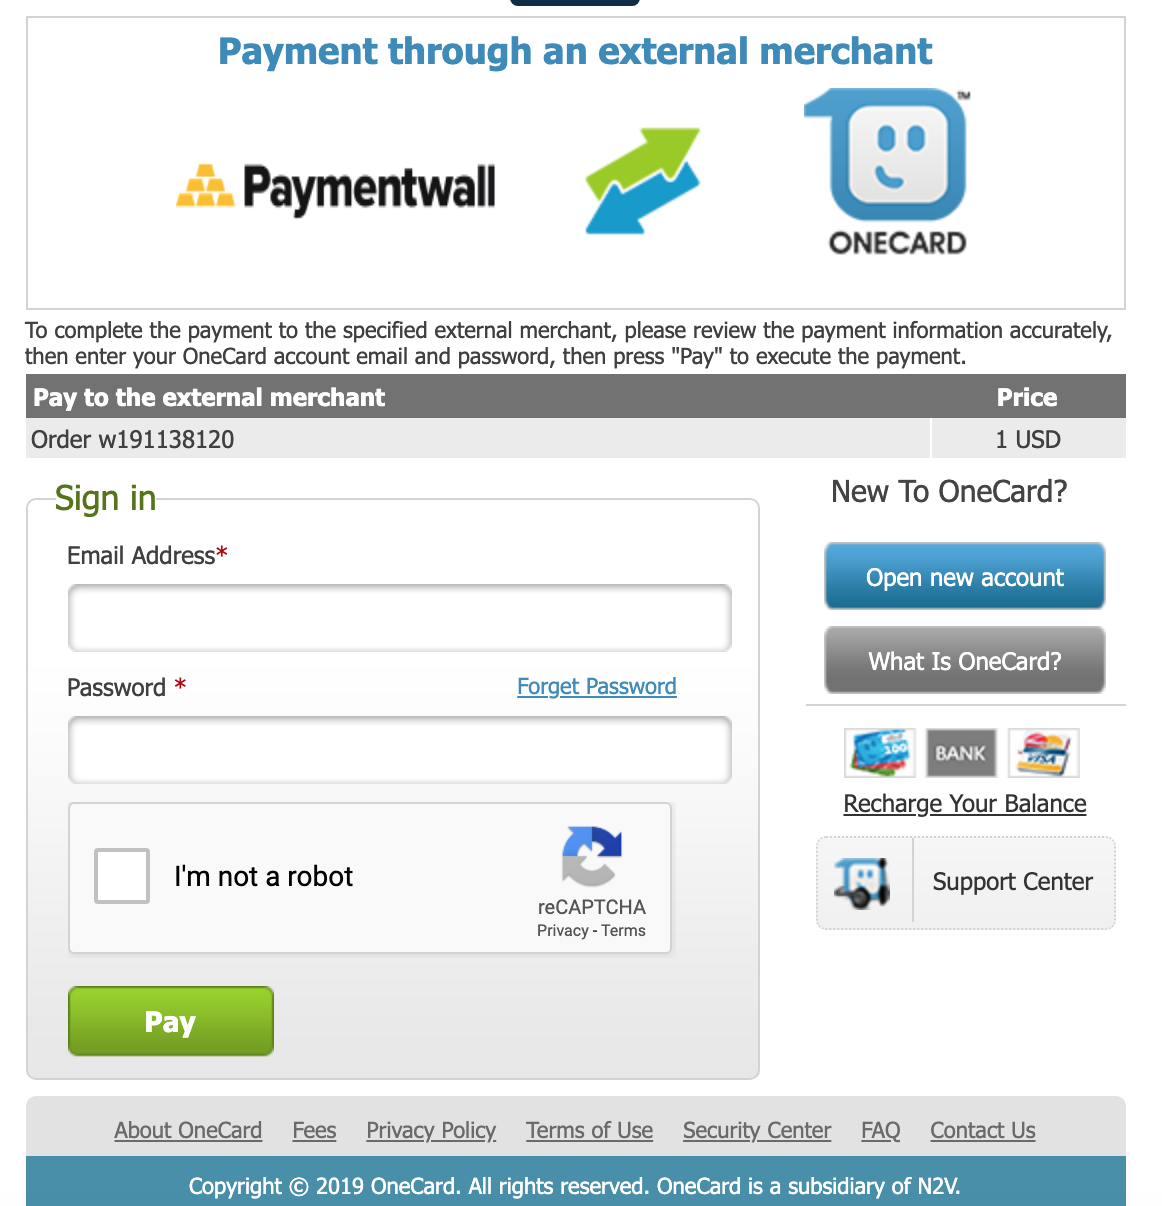 Payment through an external merchant
Paymentwall
TM
ONECARD
To complete the payment to the specified external merchant, please review the payment information accurately,
then enter your OneCard account email and password, then press "Pay" to execute the payment.
Pay to the external merchant Price
Order w191138120 1 USD
Sign in
Email Address*
Password * Forget Password
I'm not a robot
reCAPTCHA
Privacy - Terms
Pay
New To OneCard?
Open new account
What Is OneCard?
100 BANK VISA
Recharge Your Balance
Support Center
About OneCard Fees Privacy Policy Terms of Use Security Center FAQ Contact Us
Copyright © 2019 OneCard. All rights reserved. OneCard is a subsidiary of N2V.